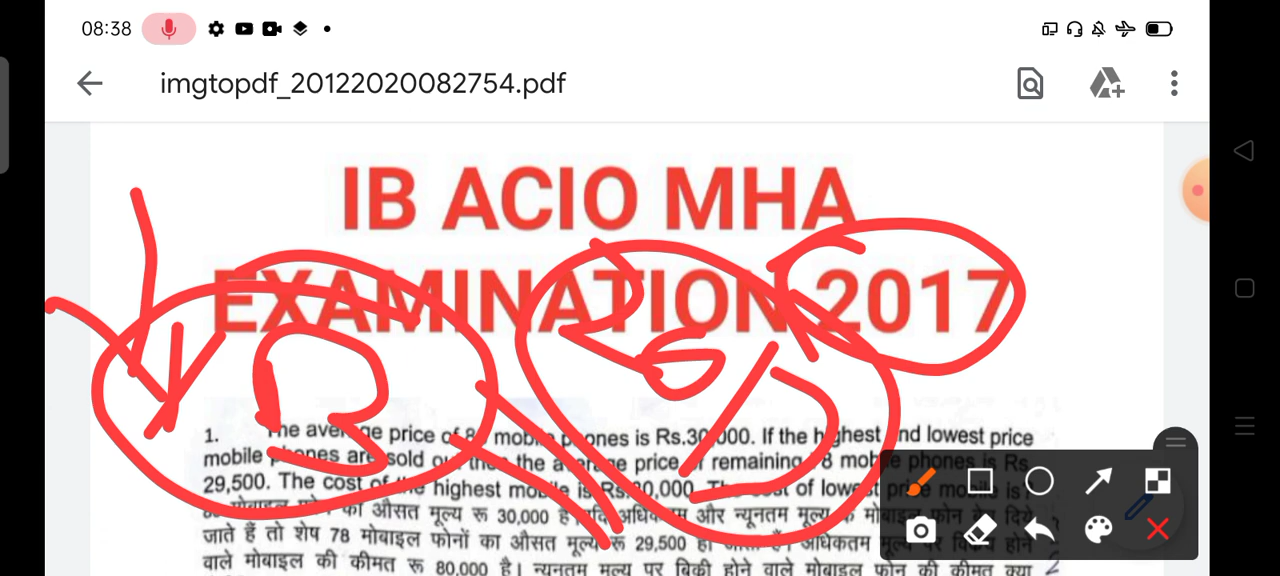 08:38
imgtopdf_20122020082754.pdf
IB ACIO MHA
EXAMINATION 2017
1. The average price of mobile phones is Rs.30,000. If the highest and lowest price
mobile phones are sold out then the average price of remaining 78 mobile phones is Rs
29,500. The cost of the highest mobile is Rs.80,000. The cost of lowest price mobile is
का औसत मूल्य रू 30,000 है। यदि अधिकतम और न्यूनतम मूल्य के मोबाइल फोन बेच दिये
जाते हैं तो शेष 78 मोबाइल फोनों का औसत मूल्य रू 29,500 हो जाता है। अधिकतम मूल्य पर
वाले मोबाइल की कीमत रू 80,000 है। न्यूनतम मूल्य पर बिकी होने वाले मोबाइल फोन की कीमत क्या